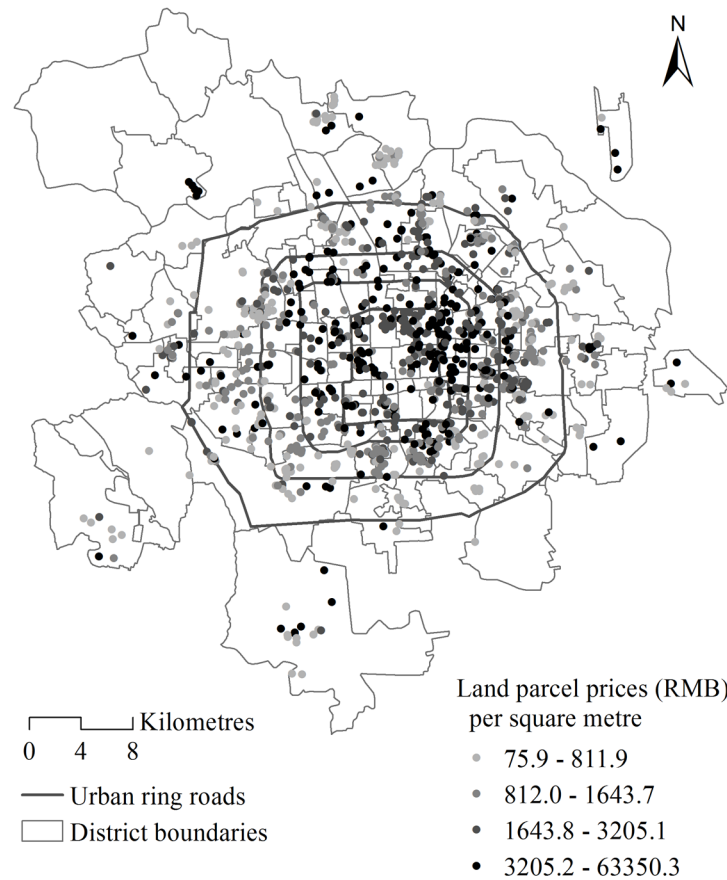 N
Kilometres
0 4 8
Urban ring roads
District boundaries
Land parcel prices (RMB)
per square metre
75.9 - 811.9
812.0 - 1643.7
1643.8 - 3205.1
3205.2 - 63350.3